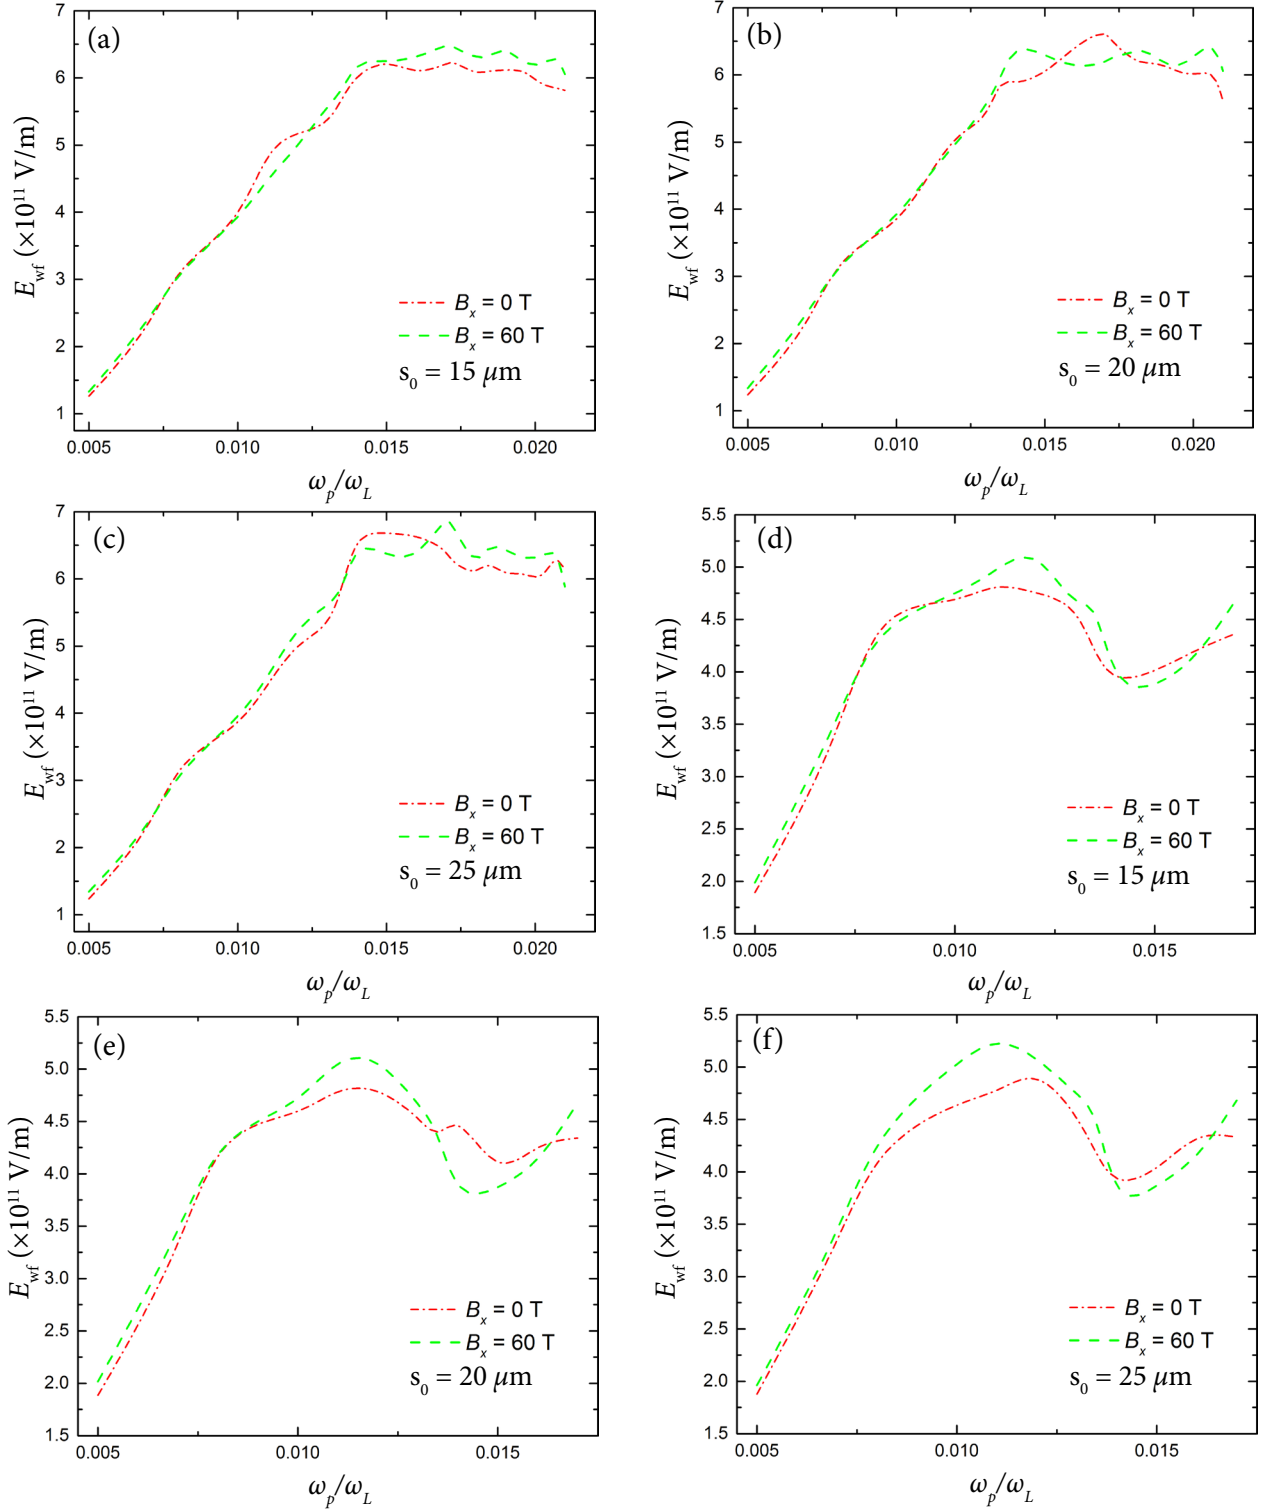 (a)
7
6
5
4
3
2
1
E_wf (×10^11 V/m)
B_x = 0 T
B_x = 60 T
s_0 = 15 μm
0.005 0.010 0.015 0.020
ω_p/ω_L
(b)
7
6
5
4
3
2
1
E_wf (×10^11 V/m)
B_x = 0 T
B_x = 60 T
s_0 = 20 μm
0.005 0.010 0.015 0.020
ω_p/ω_L
(c)
7
6
5
4
3
2
1
E_wf (×10^11 V/m)
B_x = 0 T
B_x = 60 T
s_0 = 25 μm
0.005 0.010 0.015 0.020
ω_p/ω_L
(d)
5.5
5.0
4.5
4.0
3.5
3.0
2.5
2.0
1.5
E_wf (×10^11 V/m)
B_x = 0 T
B_x = 60 T
s_0 = 15 μm
0.005 0.010 0.015
ω_p/ω_L
(e)
5.5
5.0
4.5
4.0
3.5
3.0
2.5
2.0
1.5
E_wf (×10^11 V/m)
B_x = 0 T
B_x = 60 T
s_0 = 20 μm
0.005 0.010 0.015
ω_p/ω_L
(f)
5.5
5.0
4.5
4.0
3.5
3.0
2.5
2.0
1.5
E_wf (×10^11 V/m)
B_x = 0 T
B_x = 60 T
s_0 = 25 μm
0.005 0.010 0.015
ω_p/ω_L